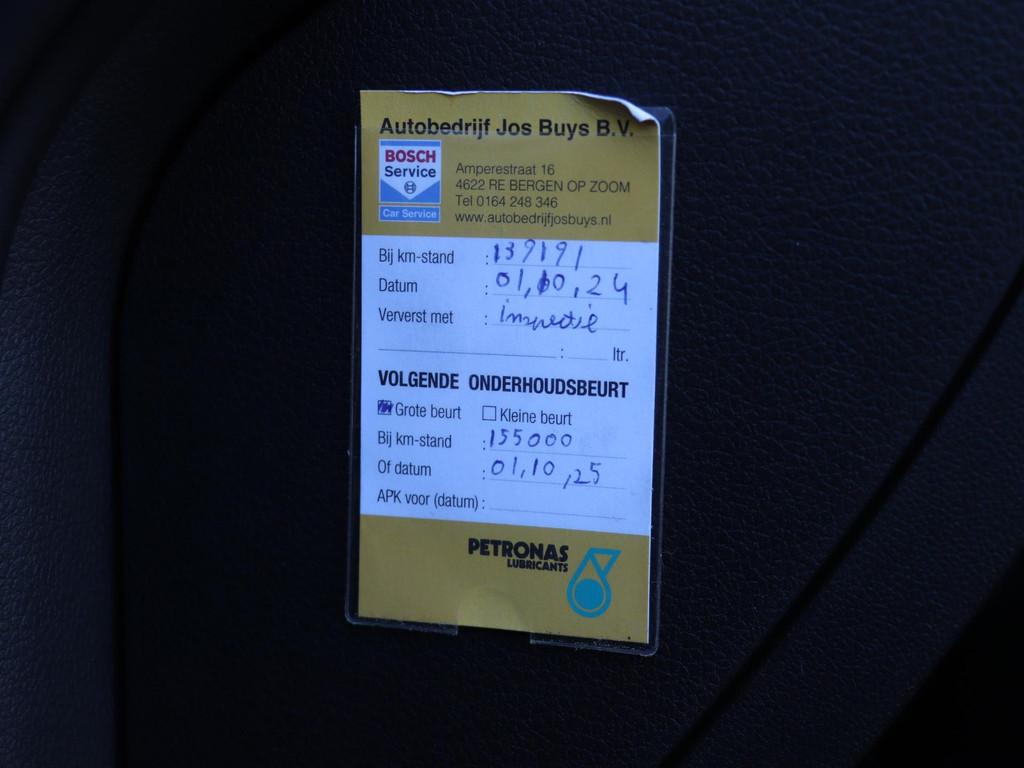 Autobedrijf Jos Buys B.V.
BOSCH
Service
Car Service
Amperestraat 16
4622 RE BERGEN OP ZOOM
Tel 0164 248 346
www.autobedrijfjosbuys.nl
Bij km-stand : 139191
Datum : 01,10,24
Ververst met : inspectie
: ltr.
VOLGENDE ONDERHOUDSBEURT
Grote beurt Kleine beurt
Bij km-stand : 155000
Of datum : 01,10,25
APK voor (datum) :
PETRONAS
LUBRICANTS